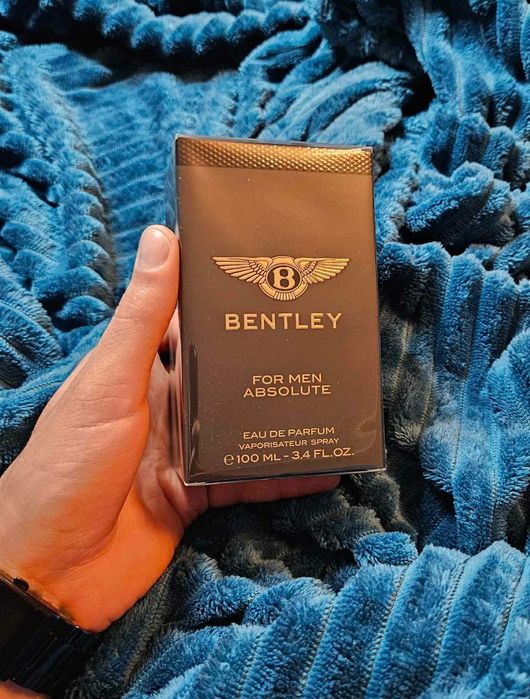 B
BENTLEY
FOR MEN
ABSOLUTE
EAU DE PARFUM
VAPORISATEUR SPRAY
℮100 ML - 3.4 FL.OZ.